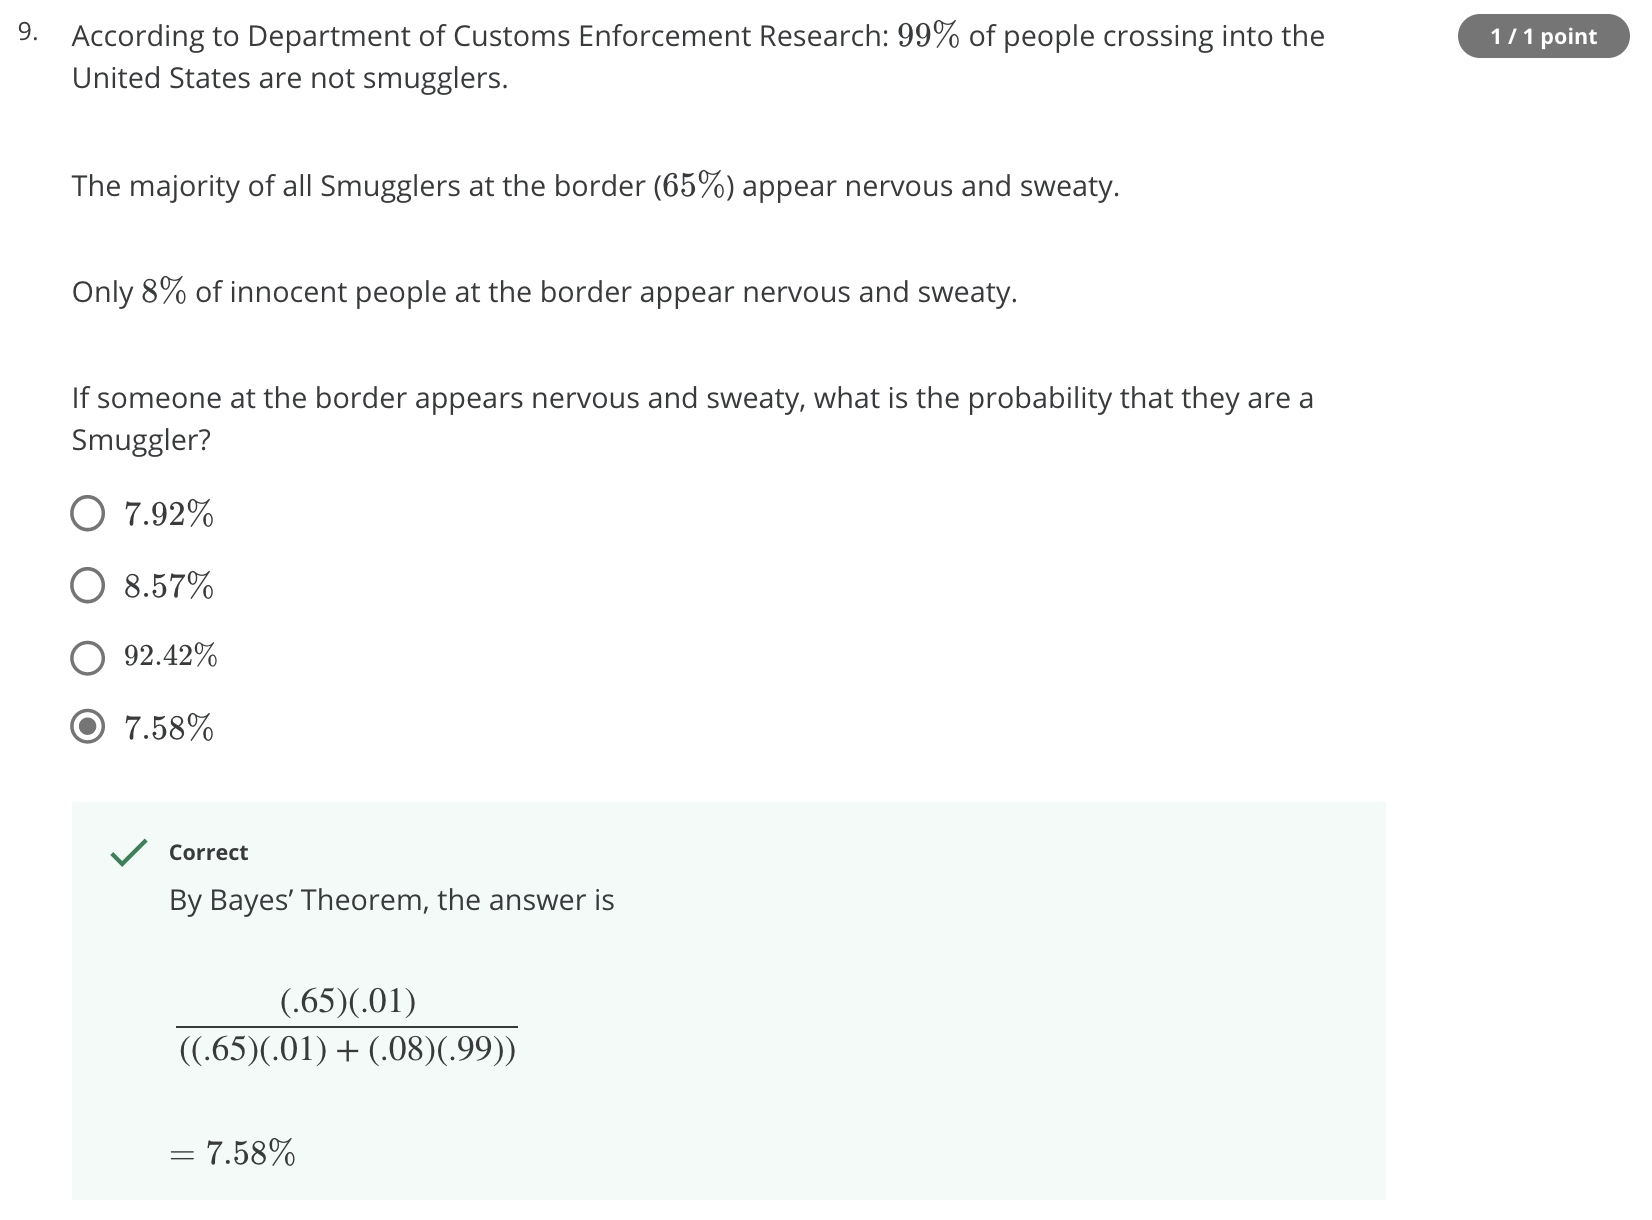 9. According to Department of Customs Enforcement Research: 99% of people crossing into the
1 / 1 point
United States are not smugglers.
The majority of all Smugglers at the border (65%) appear nervous and sweaty.
Only 8% of innocent people at the border appear nervous and sweaty.
If someone at the border appears nervous and sweaty, what is the probability that they are a
Smuggler?
7.92%
8.57%
92.42%
7.58%
Correct
By Bayes’ Theorem, the answer is
(.65)(.01)
((.65)(.01) + (.08)(.99))
= 7.58%